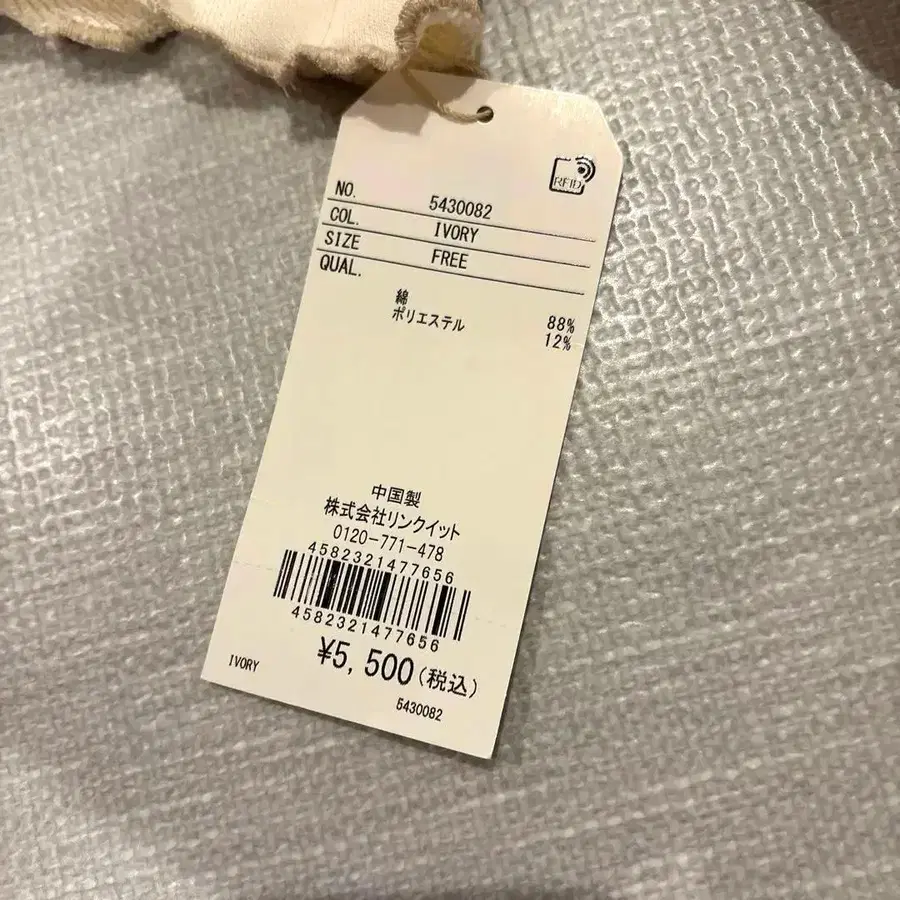 RFID
NO. 5430082
COL. IVORY
SIZE FREE
QUAL.
綿 88%
ポリエステル 12%
中国製
株式会社リンクイット
0120-771-478
4582321477656
4582321477656
¥5,500(税込)
IVORY
5430082